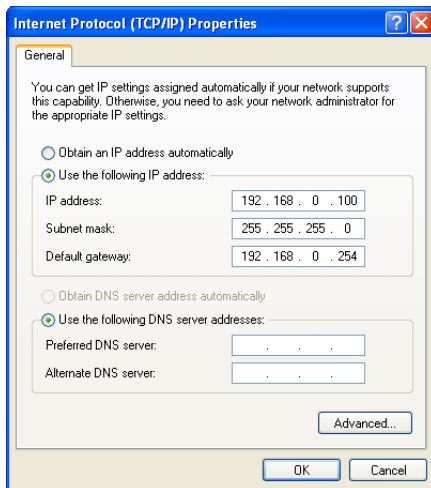 Internet Protocol (TCP/IP) Properties
General
You can get IP settings assigned automatically if your network supports
this capability. Otherwise, you need to ask your network administrator for
the appropriate IP settings.
Obtain an IP address automatically
Use the following IP address:
IP address: 192 . 168 . 0 . 100
Subnet mask: 255 . 255 . 255 . 0
Default gateway: 192 . 168 . 0 . 254
Obtain DNS server address automatically
Use the following DNS server addresses:
Preferred DNS server: . . .
Alternate DNS server: . . .
Advanced...
OK Cancel